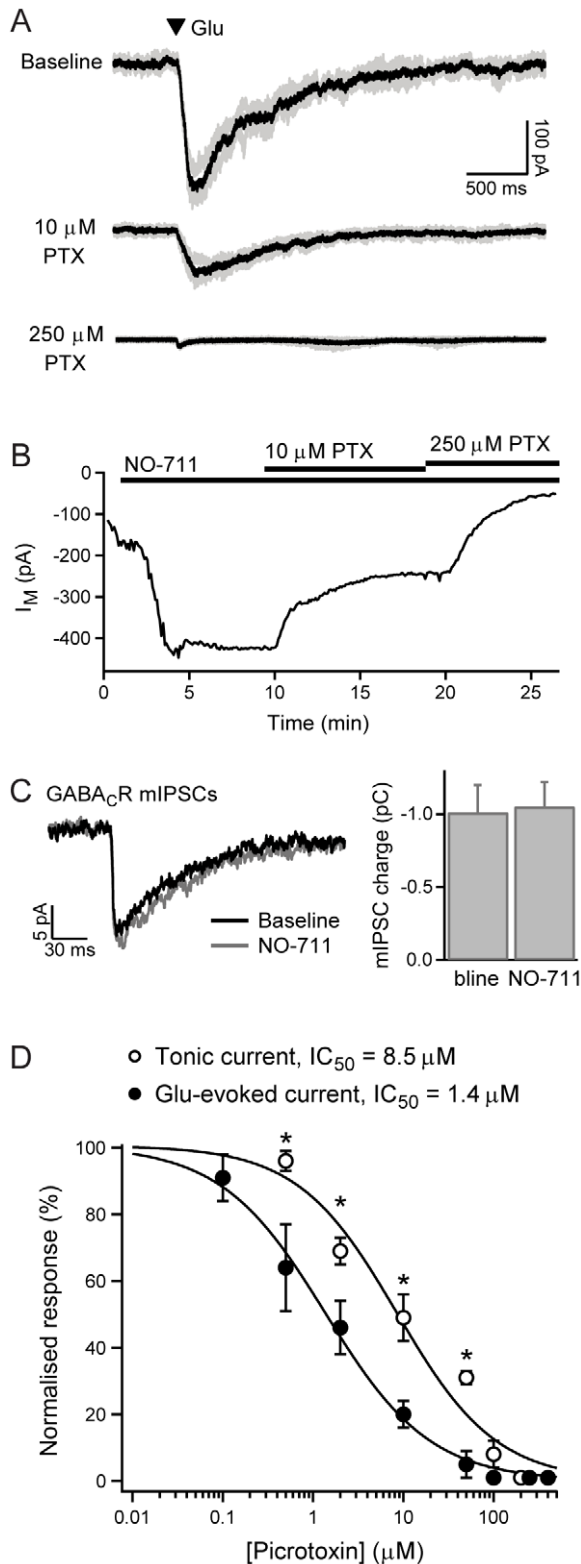 A
▼ Glu
Baseline
100 pA
500 ms
10 μM
PTX
250 μM
PTX
B
NO-711
10 μM PTX
250 μM PTX
0
-100
-200
-300
-400
I_M (pA)
0 5 10 15 20 25
Time (min)
C
GABA_CR mIPSCs
5 pA
30 ms
Baseline
NO-711
mIPSC charge (pC)
-1.0
-0.5
0.0
bline NO-711
D
Tonic current, IC₅₀ = 8.5 μM
Glu-evoked current, IC₅₀ = 1.4 μM
Normalised response (%)
100
80
60
40
20
0
* * * *
0.01 0.1 1 10 100
[Picrotoxin] (μM)